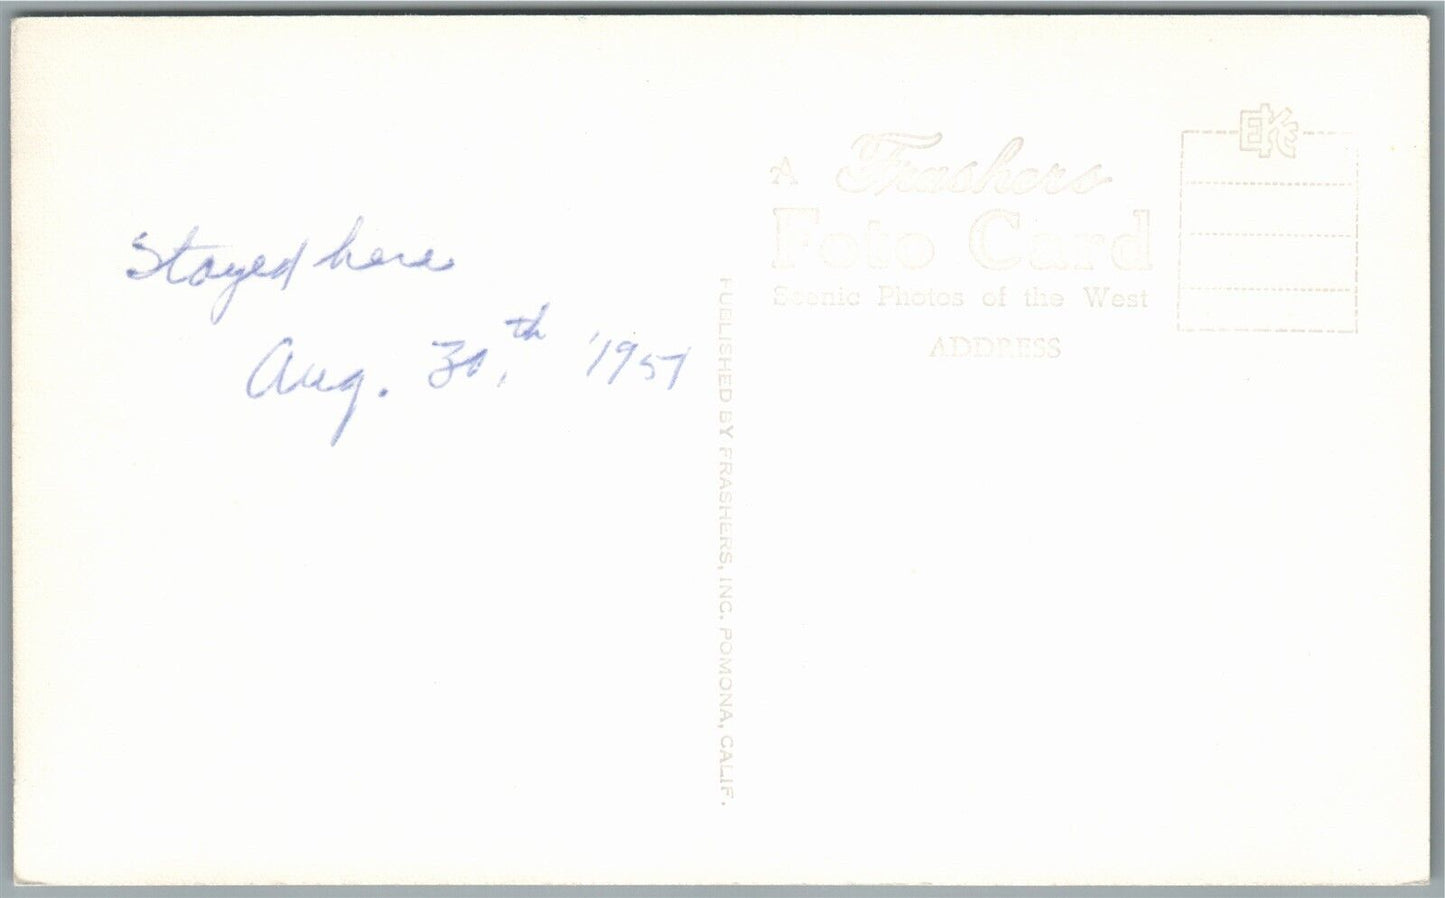 Stayed here
Aug. 30,th '1951
A Frashers
Foto Card
Scenic Photos of the West
ADDRESS
EKC
PUBLISHED BY FRASHERS, INC. POMONA, CALIF.